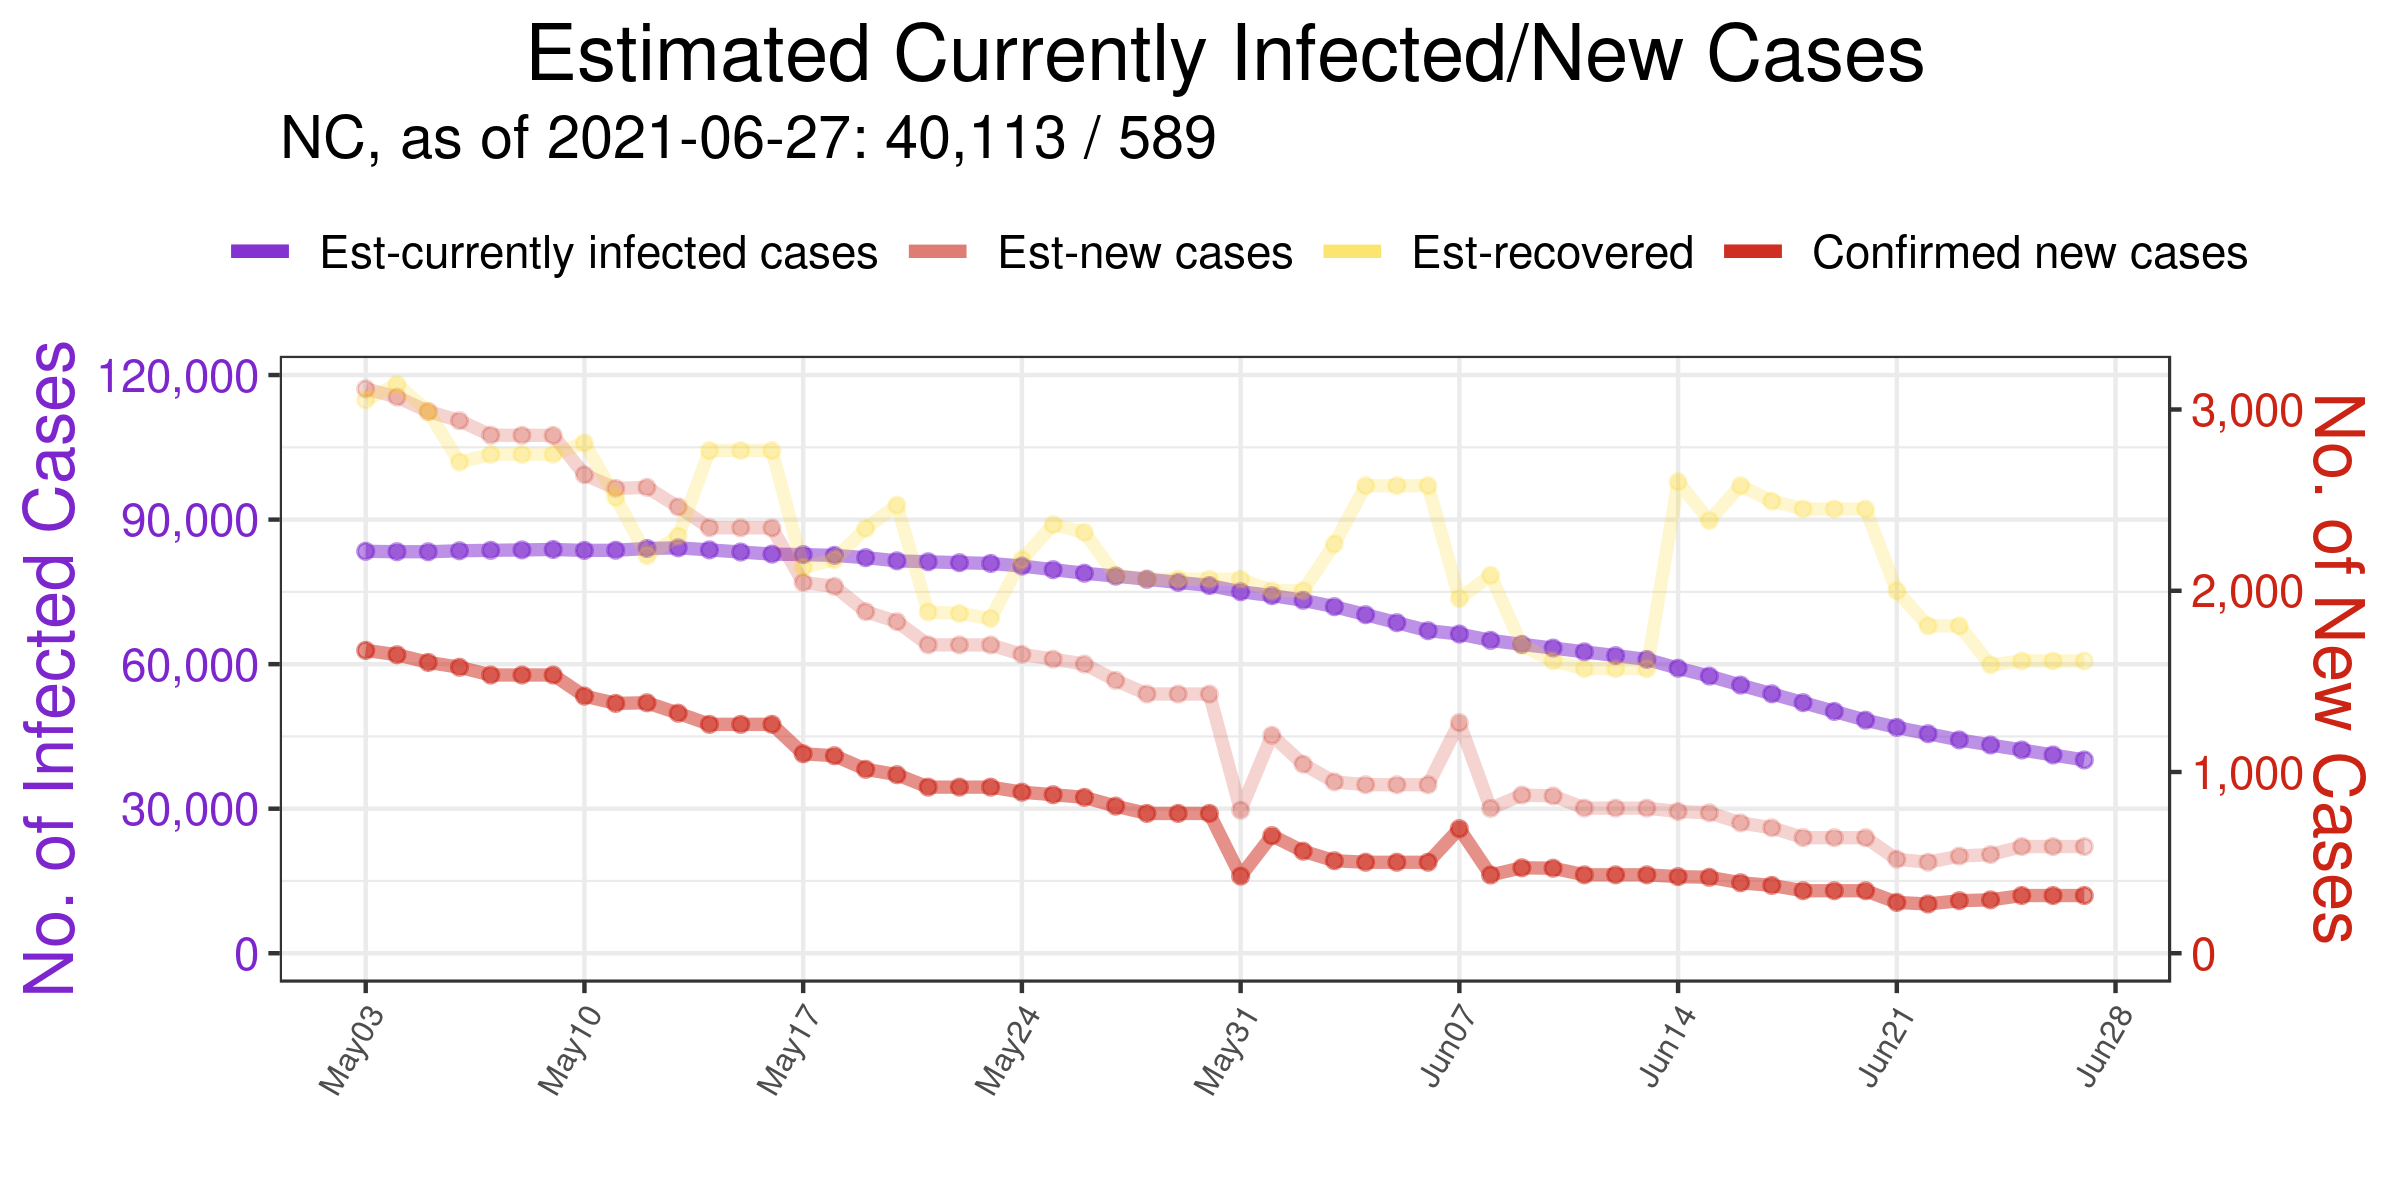 Estimated Currently Infected/New Cases
NC, as of 2021-06-27: 40,113 / 589
Est-currently infected cases
Est-new cases
Est-recovered
Confirmed new cases
No. of Infected Cases
120,000
90,000
60,000
30,000
0
3,000
2,000
1,000
0
No. of New Cases
May03
May10
May17
May24
May31
Jun07
Jun14
Jun21
Jun28